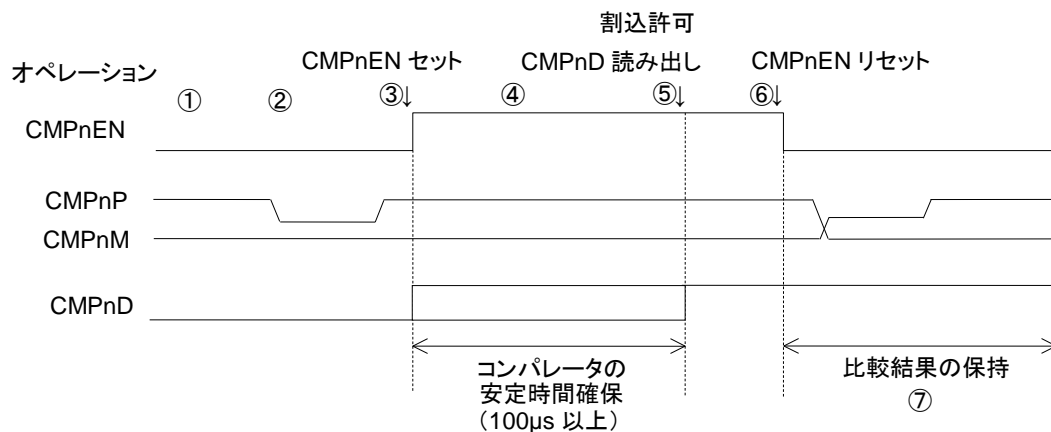 割込許可
オペレーション
CMPnEN セット
CMPnD 読み出し
CMPnEN リセット
①
②
③↓
④
⑤↓
⑥↓
CMPnEN
CMPnP
CMPnM
CMPnD
コンパレータの
安定時間確保
（100μs 以上）
比較結果の保持
⑦